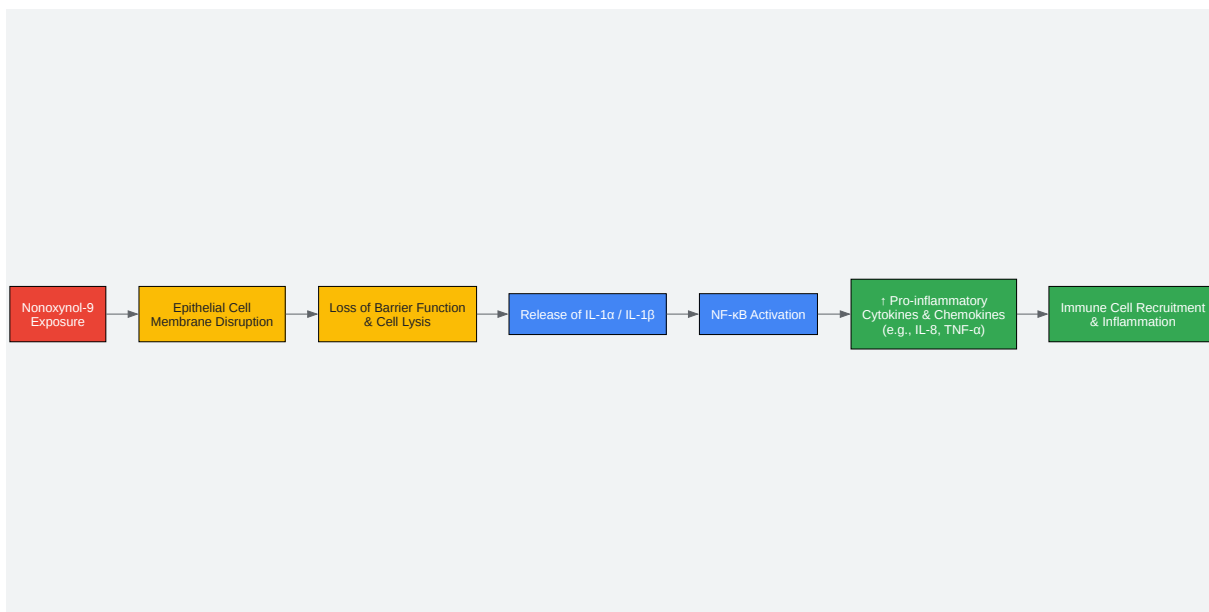 Nonoxynol-9
Exposure
Epithelial Cell
Membrane Disruption
Loss of Barrier Function
& Cell Lysis
Release of IL-1α / IL-1β
NF-κB Activation
↑ Pro-inflammatory
Cytokines & Chemokines
(e.g., IL-8, TNF-α)
Immune Cell Recruitment
& Inflammation